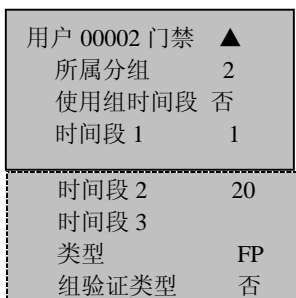 用户 00002 门禁 ▲
所属分组 2
使用组时间段 否
时间段 1 1
时间段 2 20
时间段 3
类型 FP
组验证类型 否